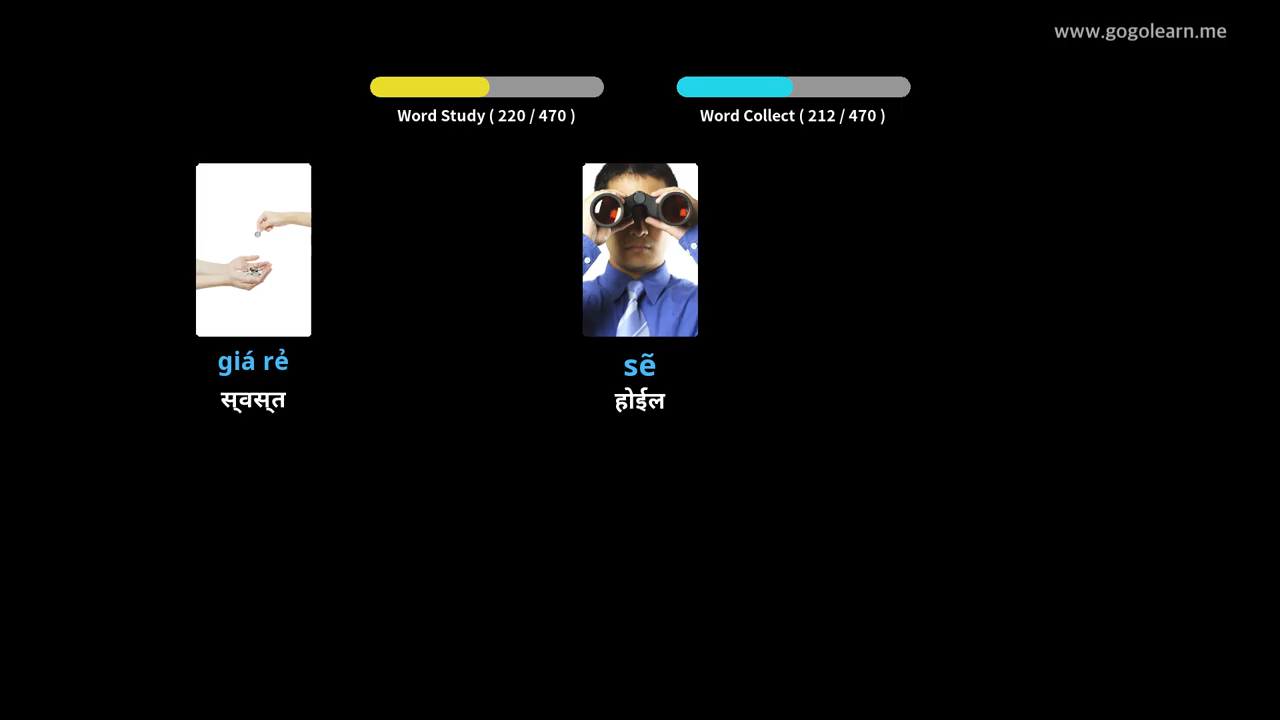 www.gogolearn.me
Word Study ( 220 / 470 )
Word Collect ( 212 / 470 )
giá rẻ
स्वस्त
sẽ
होईल